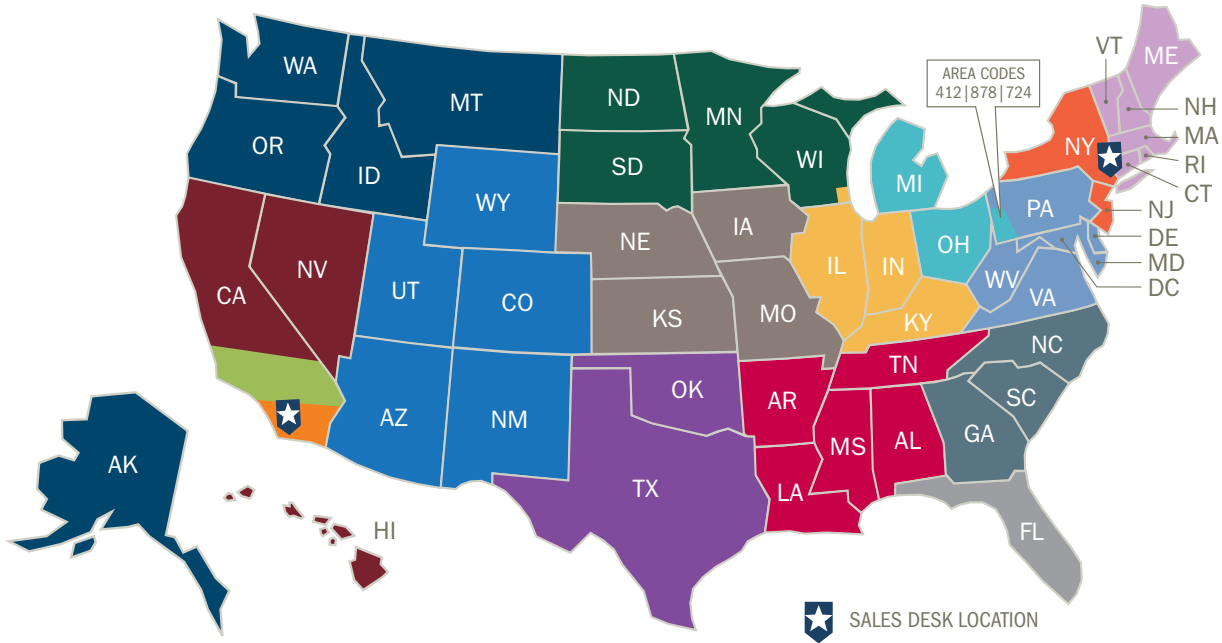 VT
ME
WA
AREA CODES
412|878|724
MT
ND
NH
MN
MA
OR
NY
WI
RI
SD
ID
MI
CT
WY
PA
NJ
IA
NE
DE
OH
IL
IN
MD
NV
WV
DC
CA
UT
VA
CO
KS
MO
KY
NC
TN
OK
SC
AR
AZ
NM
GA
MS
AL
AK
TX
LA
HI
FL
SALES DESK LOCATION